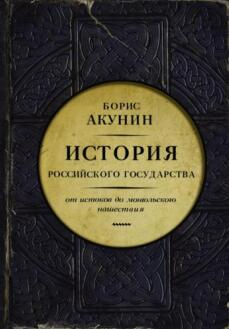 БОРИС
АКУНИН
ИСТОРИЯ
РОССИЙСКОГО ГОСУДАРСТВА
от истоков до монгольского
нашествия